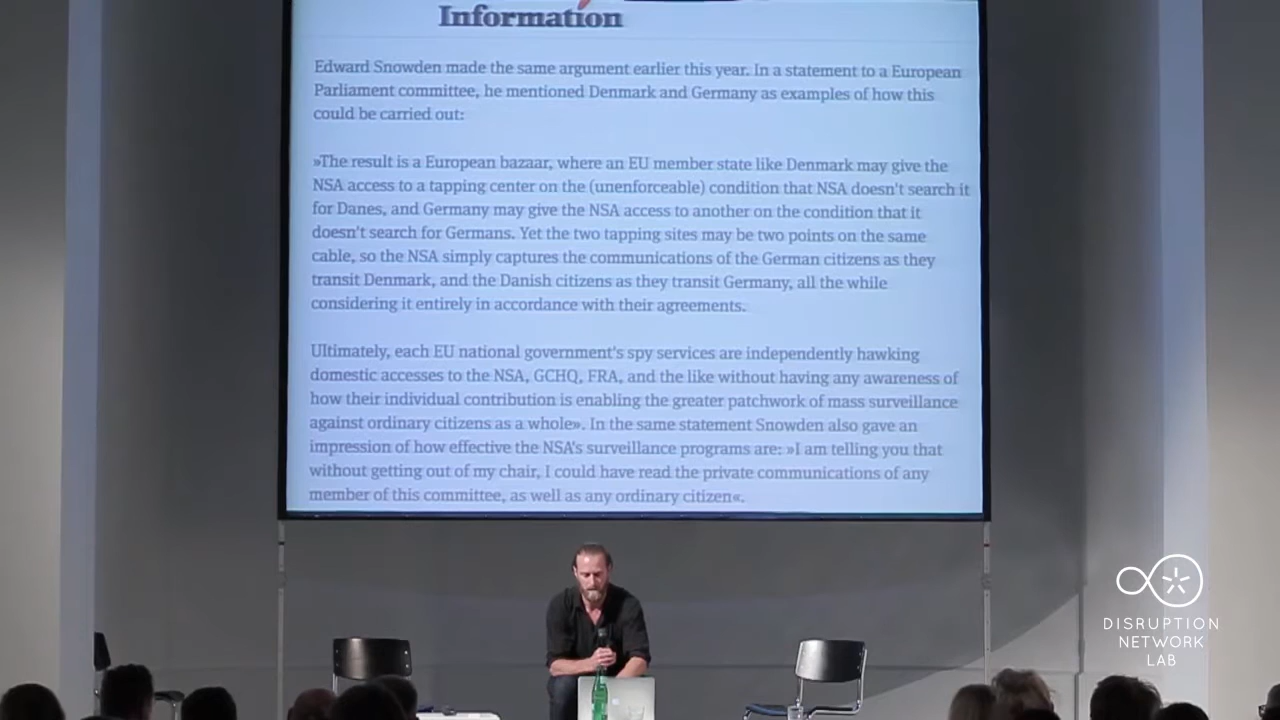 Information
Edward Snowden made the same argument earlier this year. In a statement to a European
Parliament committee, he mentioned Denmark and Germany as examples of how this
could be carried out:
»The result is a European bazaar, where an EU member state like Denmark may give the
NSA access to a tapping center on the (unenforceable) condition that NSA doesn't search it
for Danes, and Germany may give the NSA access to another on the condition that it
doesn't search for Germans. Yet the two tapping sites may be two points on the same
cable, so the NSA simply captures the communications of the German citizens as they
transit Denmark, and the Danish citizens as they transit Germany, all the while
considering it entirely in accordance with their agreements.
Ultimately, each EU national government's spy services are independently hawking
domestic accesses to the NSA, GCHQ, FRA, and the like without having any awareness of
how their individual contribution is enabling the greater patchwork of mass surveillance
against ordinary citizens as a whole». In the same statement Snowden also gave an
impression of how effective the NSA's surveillance programs are: »I am telling you that
without getting out of my chair, I could have read the private communications of any
member of this committee, as well as any ordinary citizen«.
DISRUPTION
NETWORK
LAB